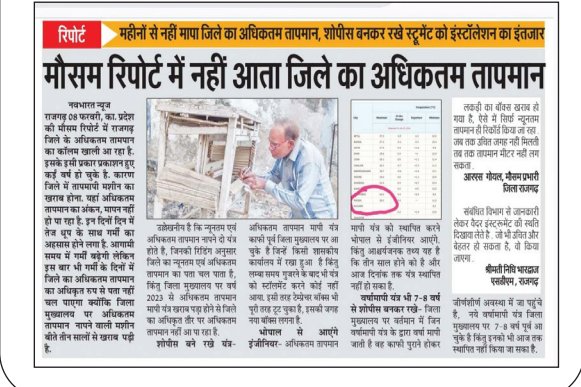 रिपोर्ट
महीनों से नहीं मापा जिले का अधिकतम तापमान, शोपीस बनकर रखे स्ट्रूमेंट को इंस्टॉलेशन का इंतजार
मौसम रिपोर्ट में नहीं आता जिले का अधिकतम तापमान
नवभारत न्यूज
राजगढ़ 08 फरवरी, का. प्रदेश
की मौसम रिपोर्ट में राजगढ़
जिले के अधिकतम तामपान
का कॉलम खाली आ रहा है.
इसके इसी प्रकार प्रकाशन हुए
कई वर्ष हो चुके है. कारण
जिले में तापमापी मशीन का
खराब होना. यहां अधिकतम
तापमान का अंकन, मापन नहीं
हो पा रहा है. इन दिनों दिन में
तेज धूप के साथ गर्मी का
अहसास होने लगा है. आगामी
समय में गर्मी बढ़ेगी लेकिन
इस बार भी गर्मी के दिनों में
जिले का अधिकतम तापमान
का अधिकृत रुप से पता नहीं
चल पाएगा क्योंकि जिला
मुख्यालय पर अधिकतम
तापमान नापने वाली मशीन
बीते तीन सालों से खराब पड़ी
है.
उल्लेखनीय है कि न्यूनतम एवं
अधिकतम तापमान नापने दो यंत्र
होते है, जिनकी रिडिंग अनुसार
जिले का न्यूनतम एवं अधिकतम
तापमान का पता चल पाता है,
किंतु जिला मुख्यालय पर वर्ष
2023 से अधिकतम तापमान
मापी यंत्र खराब पड़ा होने से जिले
का अधिकृत तौर पर अधिकतम
तापमान नहीं आ पा रहा है.
शोपीस बने रखे यंत्र-
अधिकतम तापमान मापी यंत्र
काफी पूर्व जिला मुख्यालय पर आ
चुके है जिन्हें किसी शासकीय
कार्यालय में रखा हुआ है किंतु
लम्बा समय गुजरने के बाद भी यंत्र
को स्टॉलमेंट करने कोई नहीं
आया. इसी तरह टेम्प्रेचर बॉक्स भी
पूरी तरह टूट चुका है, इसकी जगह
नया बॉक्स लगना है.
भोपाल से आएंगे
इंजीनियर- अधिकतम तापमान
मापी यंत्र को स्थापित करने
भोपाल से इंजीनियर आएंगे.
किंतु आश्चर्यजनक तथ्य यह है
कि तीन साल होने को है और
आज दिनांक तक यंत्र स्थापित
नहीं हो सका है.
वर्षामापी यंत्र भी 7-8 वर्ष
से शोपीस बनकर रखे- जिला
मुख्यालय पर वर्तमान में जिन
वर्षामापी यंत्र के द्वारा वर्षा मापी
जाती है वह काफी पुराने होकर
लकड़ी का बॉक्स खराब हो
गया है, ऐसे में सिर्फ न्यूनतम
तापमान ही रिकॉर्ड किया जा रहा.
जब तक उचित जगह नहीं मिलती
तब तक तापमान मीटर नही लग
सकता.
आरएस गोयल, मौसम प्रभारी
जिला राजगढ़
संबंधित विभाग से जानकारी
लेकर वैदर इंस्ट्रूमेंट की स्थिति
दिखाया लेते है. जो भी उचित और
बेहतर हो सकता है, वो किया
जाएगा.
श्रीमती निधि भारद्वाज
एसडीएम, राजगढ़
जीर्णशीर्ण अवस्था में जा पहुंचे
है, नये वर्षामापी यंत्र जिला
मुख्यालय पर 7-8 वर्ष पूर्व आ
चुके है किंतु इनको भी आज तक
स्थापित नहीं किया जा सका है.